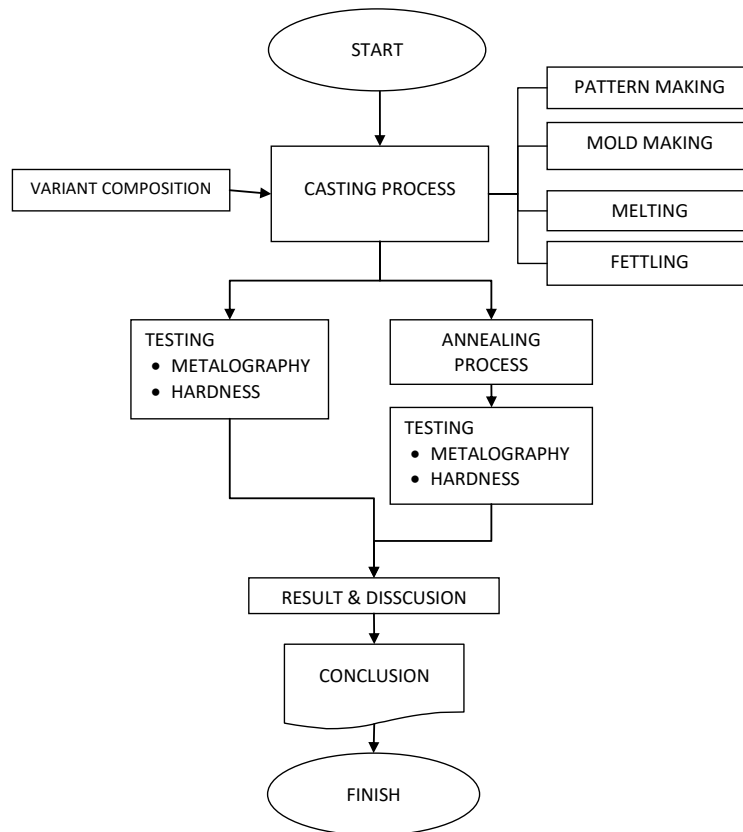 START
PATTERN MAKING
MOLD MAKING
VARIANT COMPOSITION
CASTING PROCESS
MELTING
FETTLING
TESTING
• METALOGRAPHY
• HARDNESS
ANNEALING
PROCESS
TESTING
• METALOGRAPHY
• HARDNESS
RESULT & DISSCUSION
CONCLUSION
FINISH